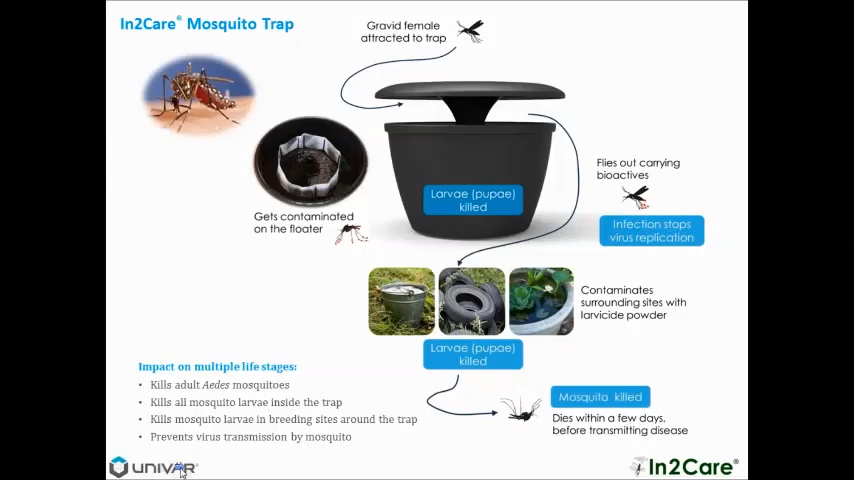 In2Care® Mosquito Trap
Gravid female
attracted to trap
Flies out carrying
bioactives
Larvae (pupae)
killed
Gets contaminated
on the floater
Infection stops
virus replication
Contaminates
surrounding sites with
larvicide powder
Larvae (pupae)
killed
Impact on multiple life stages:
• Kills adult Aedes mosquitoes
• Kills all mosquito larvae inside the trap
• Kills mosquito larvae in breeding sites around the trap
• Prevents virus transmission by mosquito
Mosquito killed
Dies within a few days,
before transmitting disease
UNIVAR
In2Care®